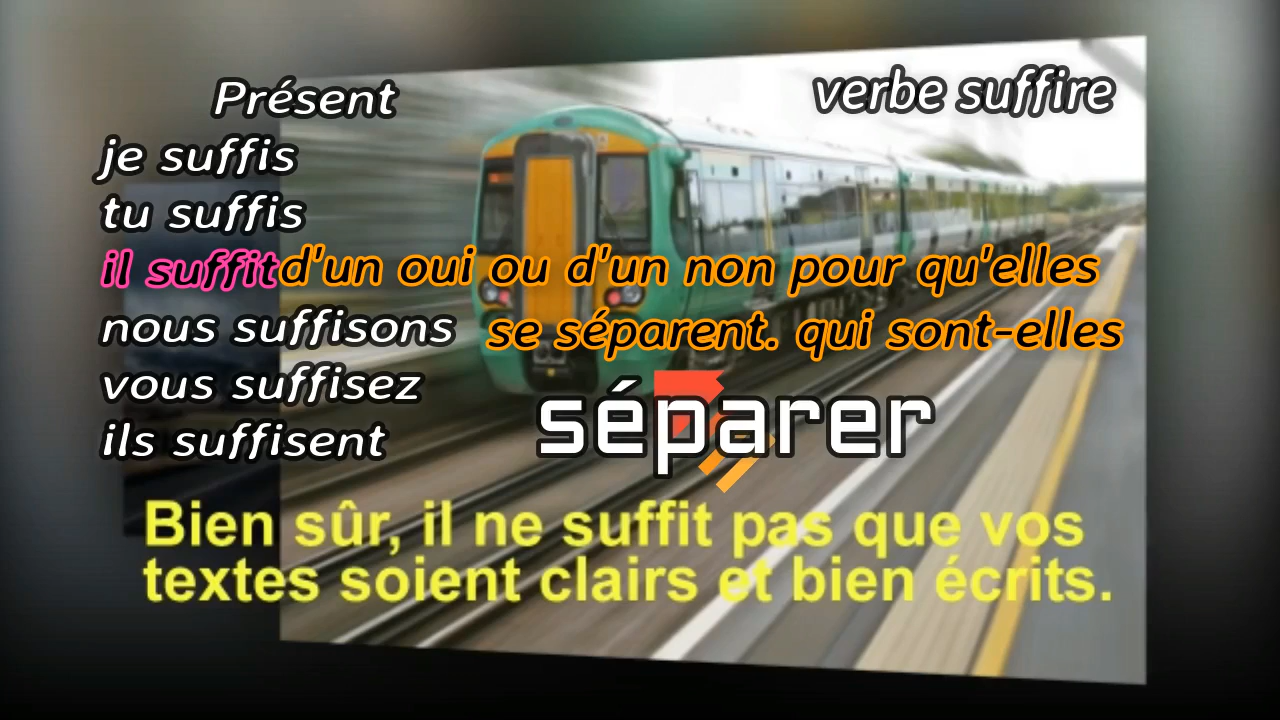 Présent
verbe suffire
je suffis
tu suffis
il suffit d'un oui ou d'un non pour qu'elles
nous suffisons
se séparent. qui sont-elles
vous suffisez
séparer
ils suffisent
Bien sûr, il ne suffit pas que vos
textes soient clairs et bien écrits.